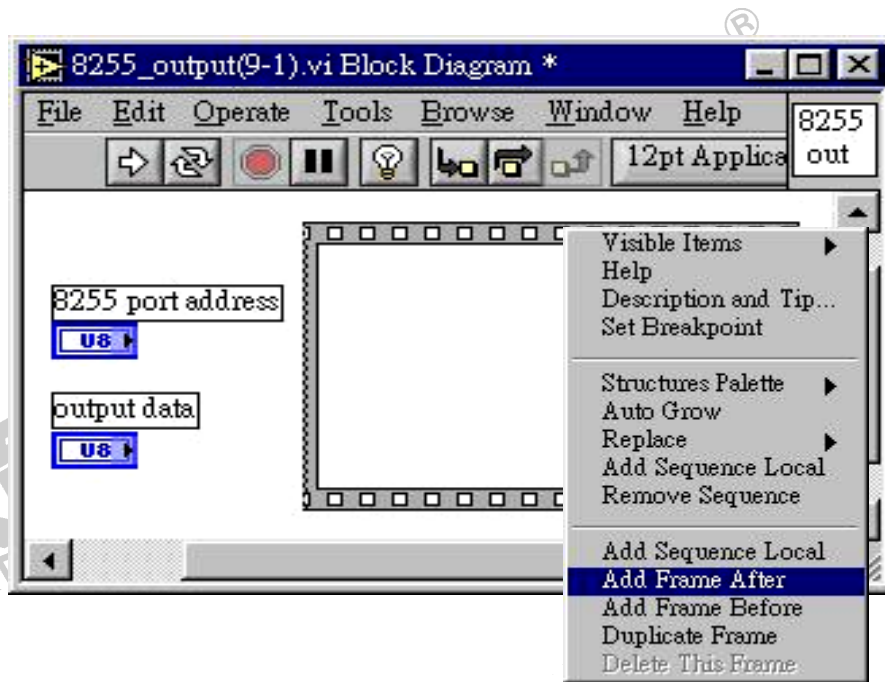 ®
8255_output(9-1).vi Block Diagram *
File Edit Operate Tools Browse Window Help
8255
out
12pt Applica
8255 port address
U8
output data
U8
Visible Items
Help
Description and Tip...
Set Breakpoint
Structures Palette
Auto Grow
Replace
Add Sequence Local
Remove Sequence
Add Sequence Local
Add Frame After
Add Frame Before
Duplicate Frame
Delete This Frame